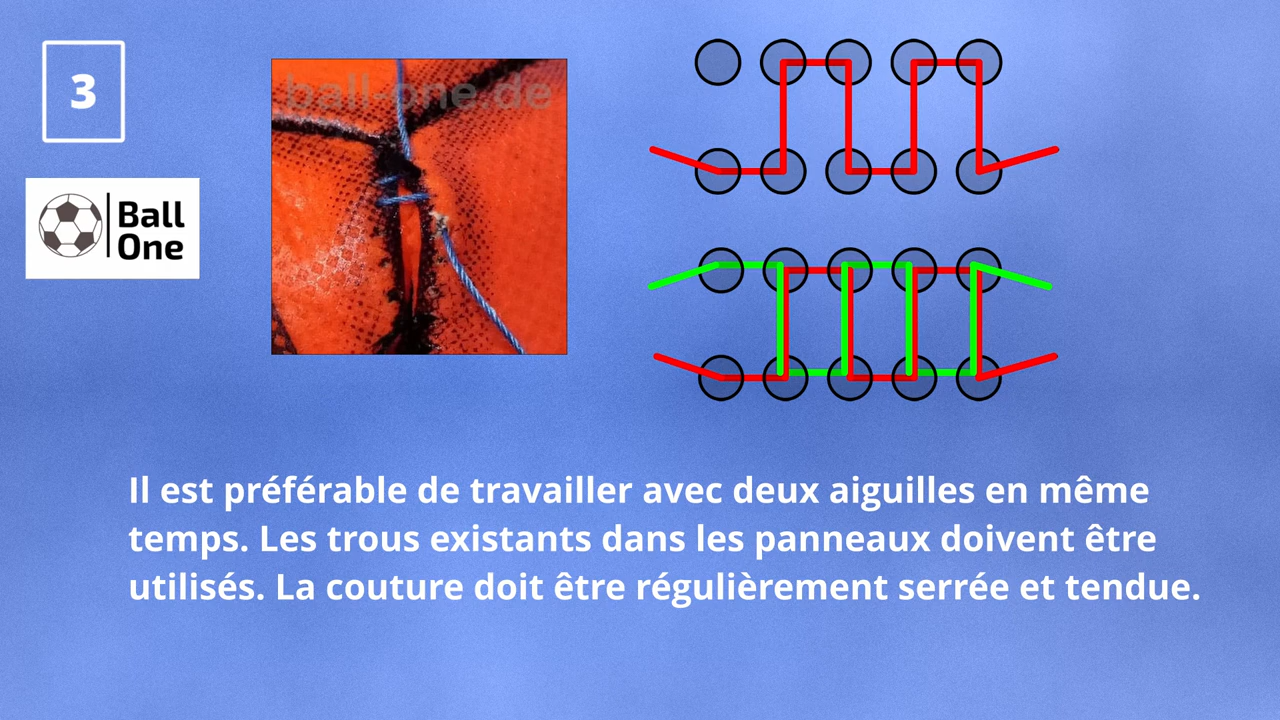 3
Ball
One
ball-one.de
Il est préférable de travailler avec deux aiguilles en même
temps. Les trous existants dans les panneaux doivent être
utilisés. La couture doit être régulièrement serrée et tendue.